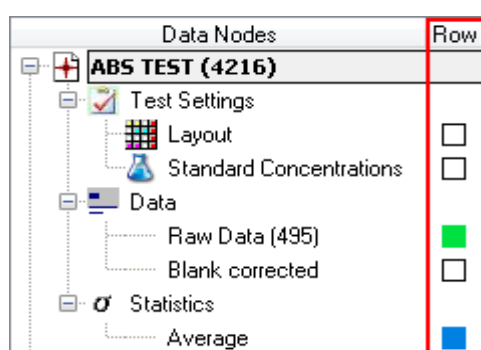 Data Nodes Row
ABS TEST (4216)
Test Settings
Layout
Standard Concentrations
Data
Raw Data (495)
Blank corrected
σ Statistics
Average